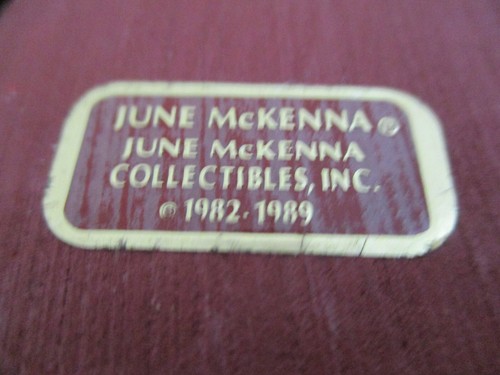 JUNE McKENNA®
JUNE McKENNA
COLLECTIBLES, INC.
© 1982-1989